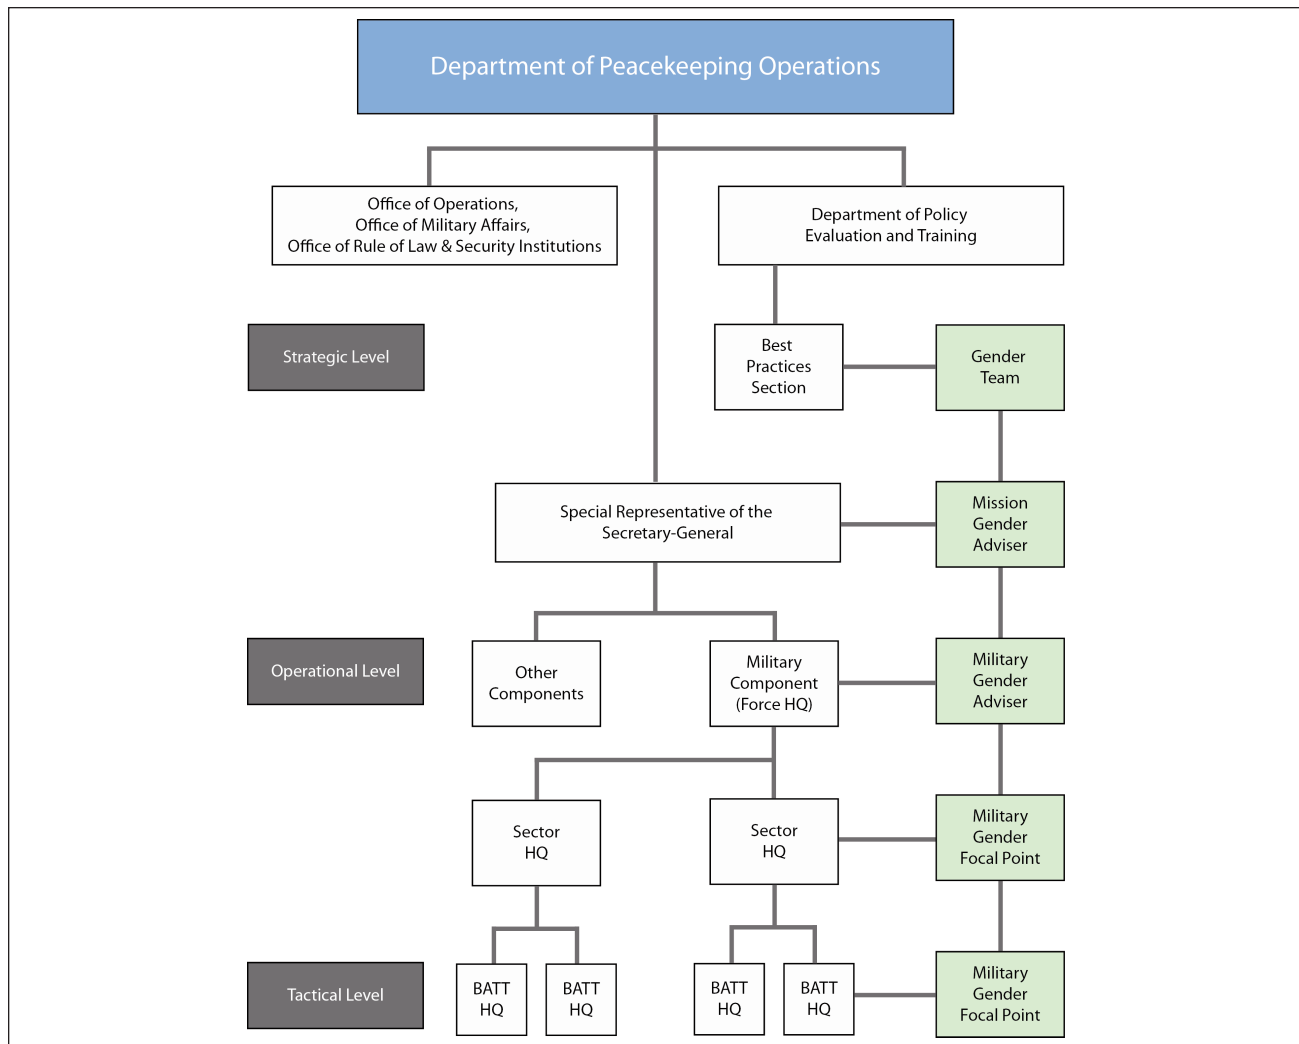 Department of Peacekeeping Operations
Office of Operations,
Office of Military Affairs,
Office of Rule of Law & Security Institutions
Department of Policy
Evaluation and Training
Strategic Level
Best
Practices
Section
Gender
Team
Special Representative of the
Secretary-General
Mission
Gender
Adviser
Operational Level
Other
Components
Military
Component
(Force HQ)
Military
Gender
Adviser
Sector
HQ
Sector
HQ
Military
Gender
Focal Point
Tactical Level
BATT
HQ
BATT
HQ
BATT
HQ
BATT
HQ
Military
Gender
Focal Point